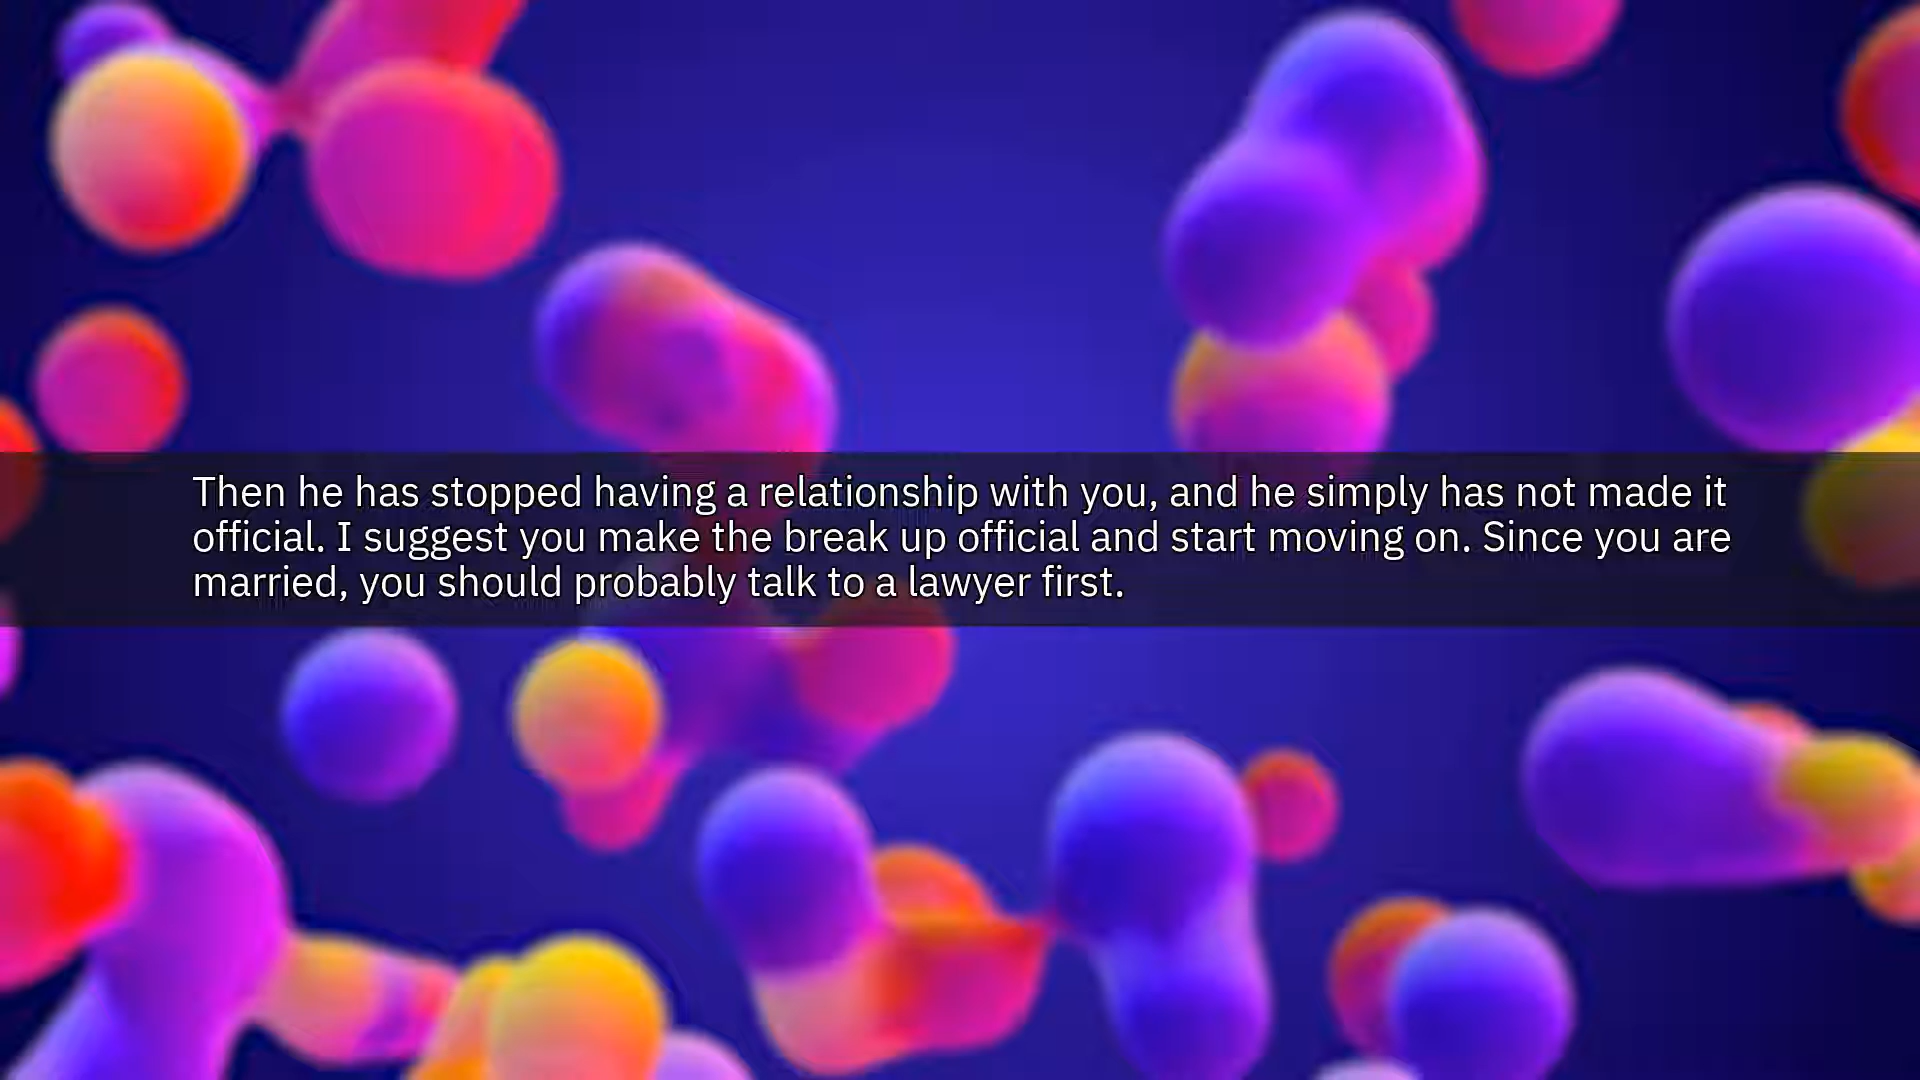 Then he has stopped having a relationship with you, and he simply has not made it
official. I suggest you make the break up official and start moving on. Since you are
married, you should probably talk to a lawyer first.